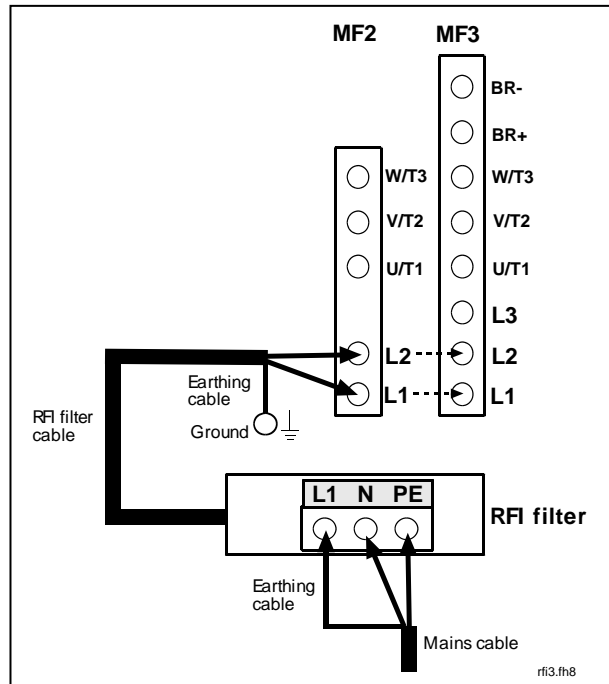 MF2 MF3
BR-
BR+
W/T3 W/T3
V/T2 V/T2
U/T1 U/T1
L3
L2 L2
L1 L1
Earthing
cable
RFI filter
cable
Ground
L1 N PE
RFI filter
Earthing
cable
Mains cable
rfi3.fh8